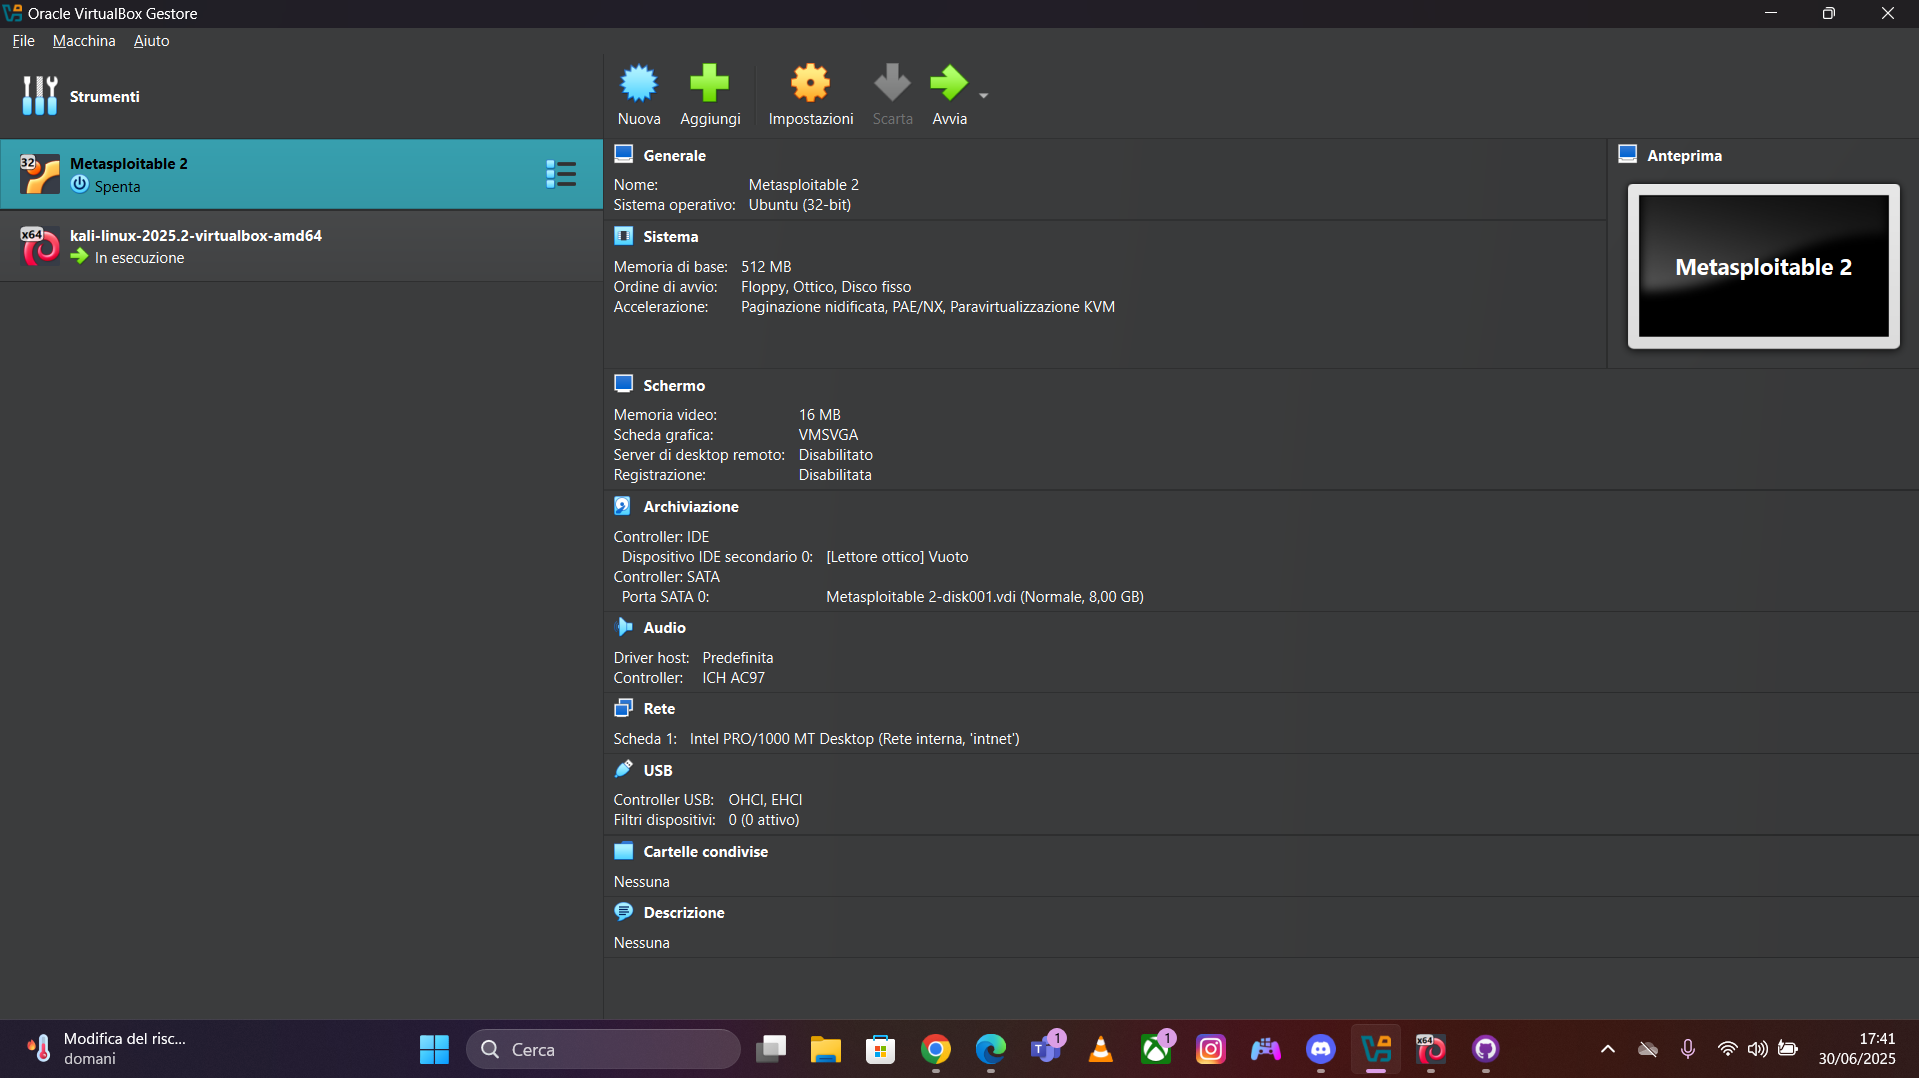 Oracle VirtualBox Gestore
File Macchina Aiuto
Strumenti
Nuova Aggiungi Impostazioni Scarta Avvia
32 Metasploitable 2
Spenta
x64 kali-linux-2025.2-virtualbox-amd64
In esecuzione
Generale
Nome: Metasploitable 2
Sistema operativo: Ubuntu (32-bit)
Anteprima
Metasploitable 2
Sistema
Memoria di base: 512 MB
Ordine di avvio: Floppy, Ottico, Disco fisso
Accelerazione: Paginazione nidificata, PAE/NX, Paravirtualizzazione KVM
Schermo
Memoria video: 16 MB
Scheda grafica: VMSVGA
Server di desktop remoto: Disabilitato
Registrazione: Disabilitata
Archiviazione
Controller: IDE
Dispositivo IDE secondario 0: [Lettore ottico] Vuoto
Controller: SATA
Porta SATA 0: Metasploitable 2-disk001.vdi (Normale, 8,00 GB)
Audio
Driver host: Predefinita
Controller: ICH AC97
Rete
Scheda 1: Intel PRO/1000 MT Desktop (Rete interna, 'intnet')
USB
Controller USB: OHCI, EHCI
Filtri dispositivi: 0 (0 attivo)
Cartelle condivise
Nessuna
Descrizione
Nessuna
Modifica del risc...
domani
Cerca
1
1
x64
17:41
30/06/2025